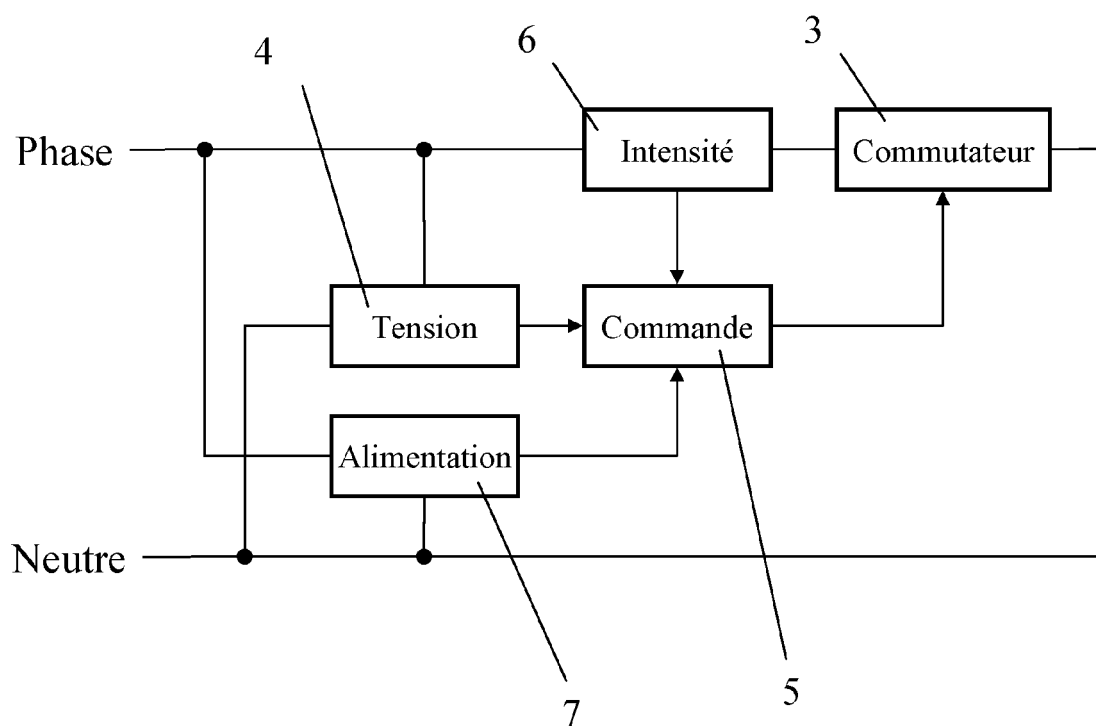 3
6
4
Phase
Intensité
Commutateur
Tension
Commande
Alimentation
Neutre
5
7